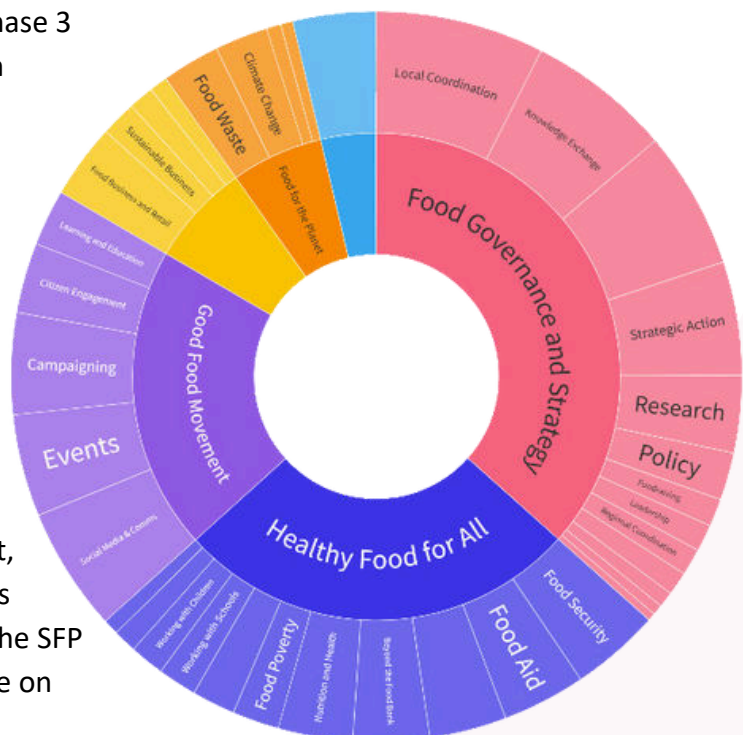 hase 3
Food Governance and Strategy
Local Coordination
Knowledge Exchange
Strategic Action
Research
Policy
Fundraising
Leadership
Regional Coordination
Healthy Food for All
Food Security
Food Aid
Beyond the Food Bank
Nutrition and Health
Food Poverty
Working with Schools
Working with Children
Good Food Movement
Social Media & Comms
Events
Campaigning
Citizen Engagement
Learning and Education
Food Business and Retail
Sustainable Business
Food for the Planet
Food Waste
Climate Change
t,
s
he SFP
e on